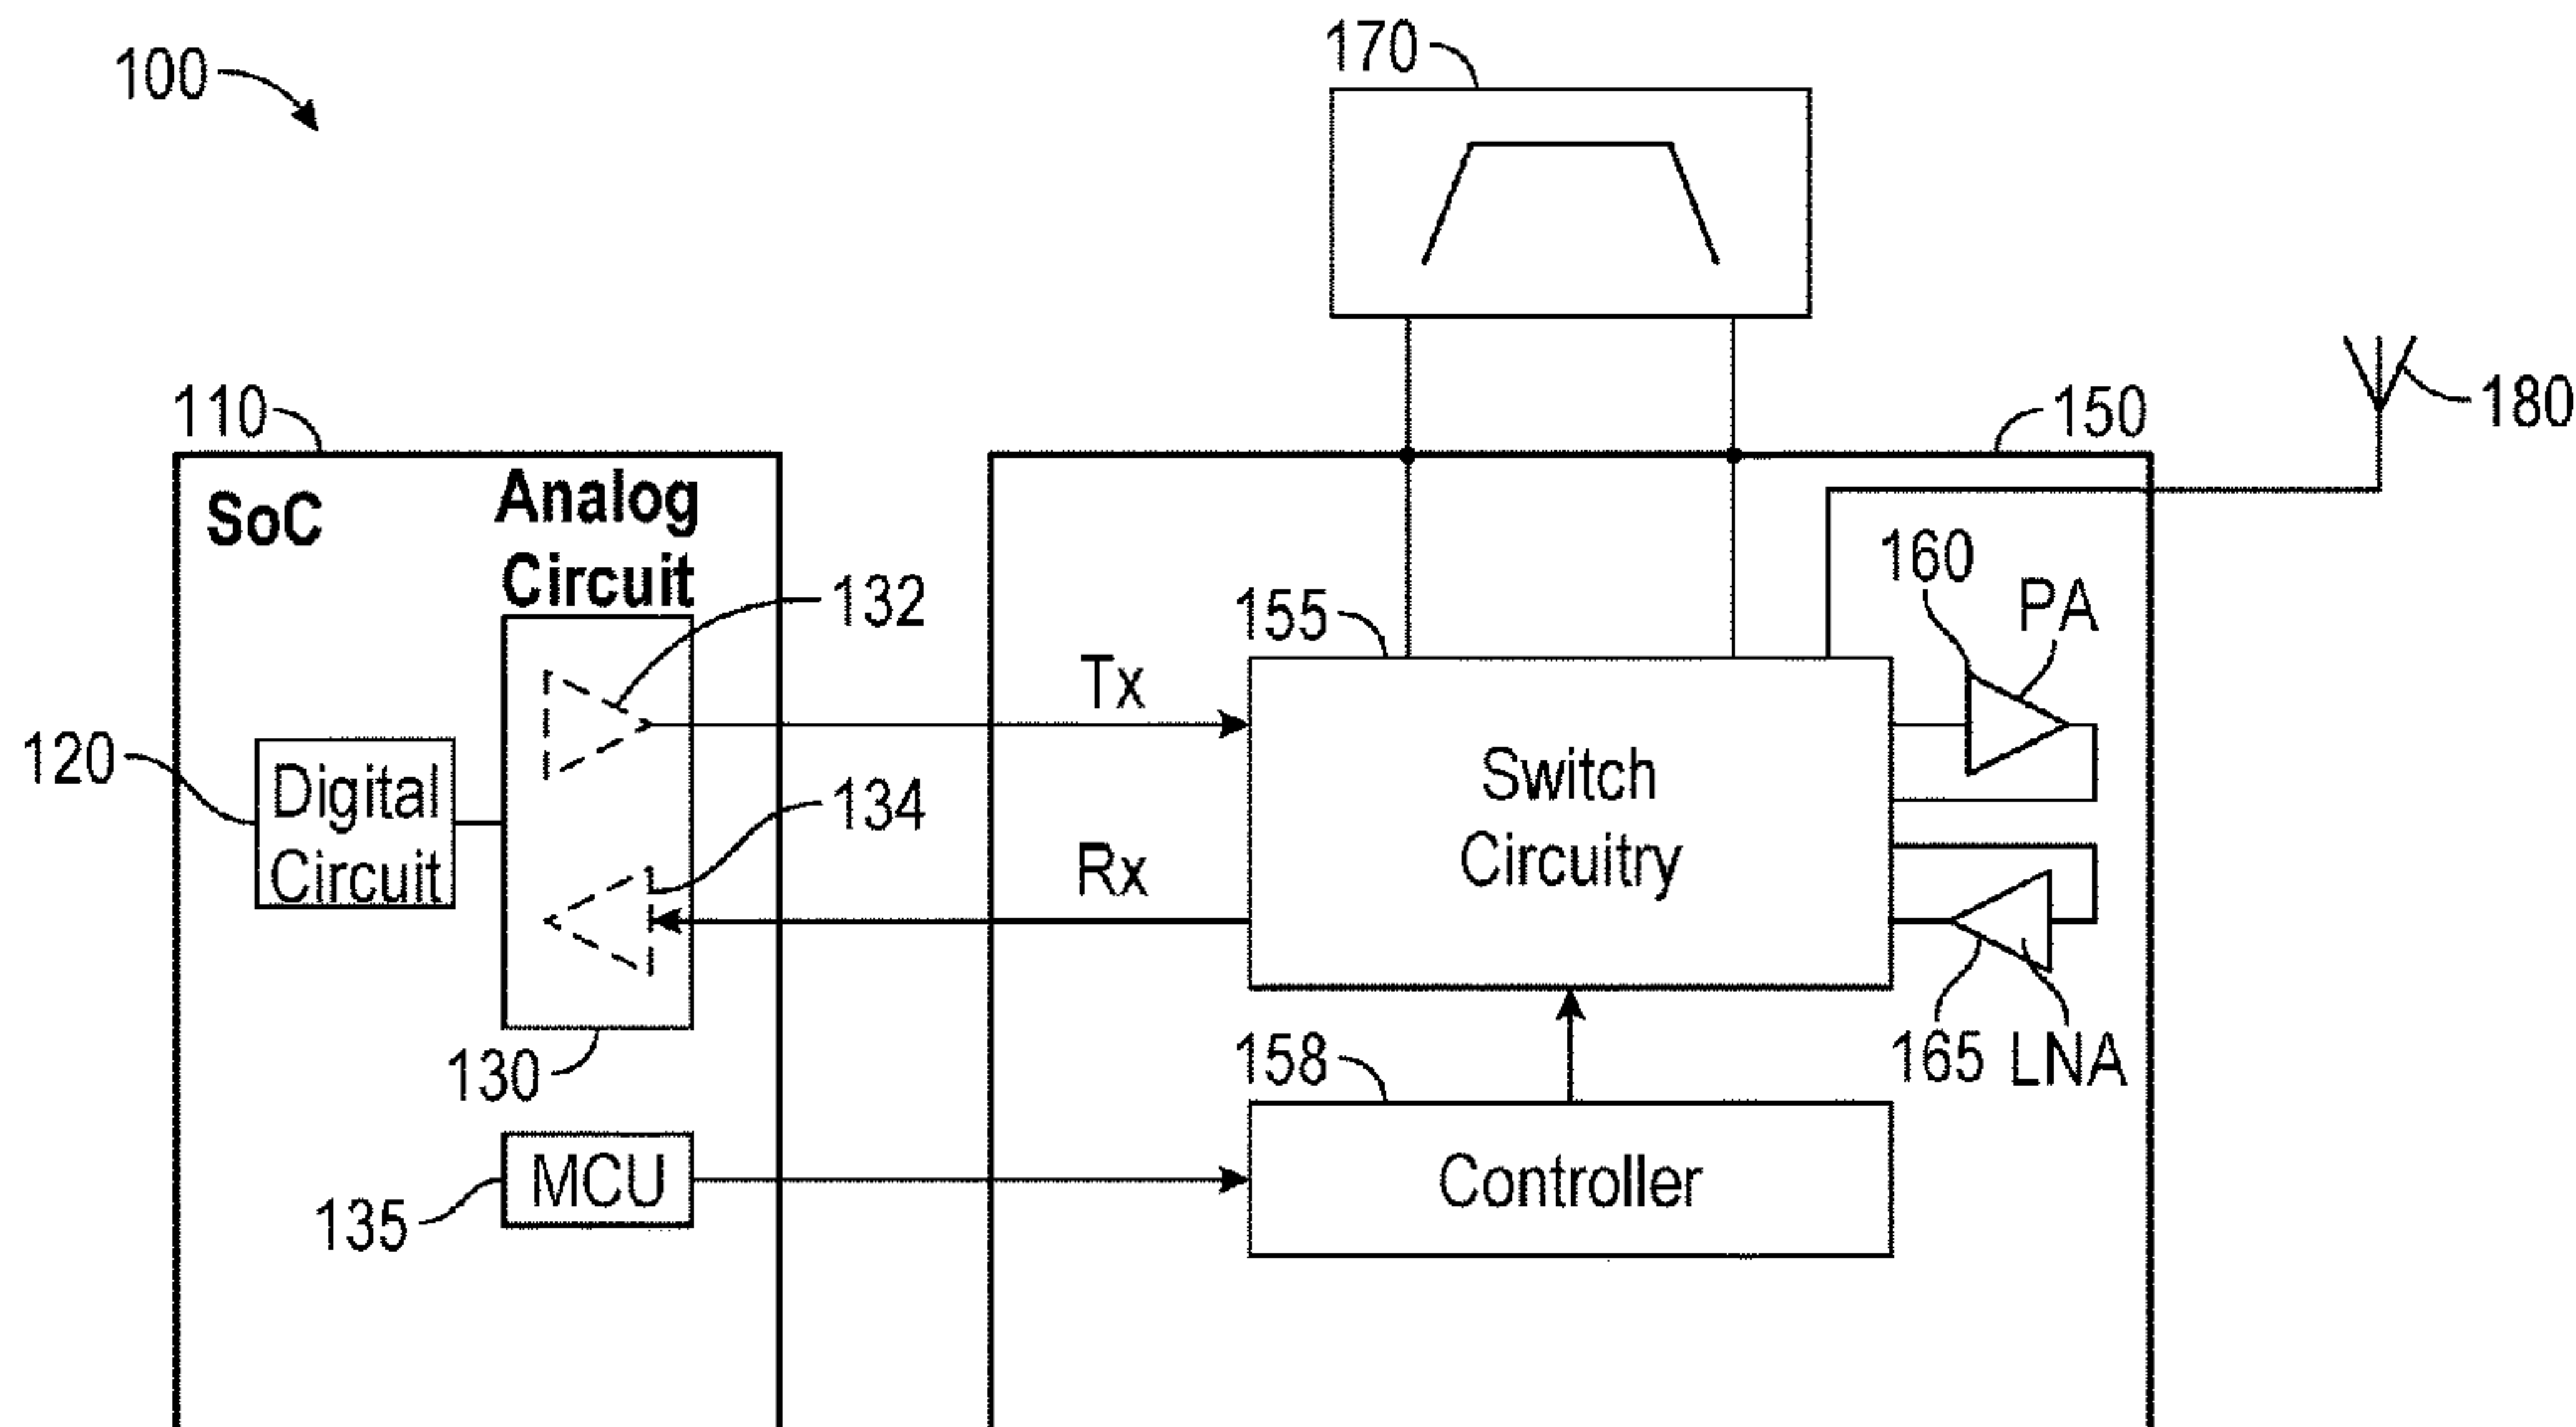 100
170
110
150
180
SoC
Analog
Circuit
132
160
PA
155
Tx
120
Digital
Circuit
134
Switch
Circuitry
Rx
130
158
165
LNA
MCU
Controller
135